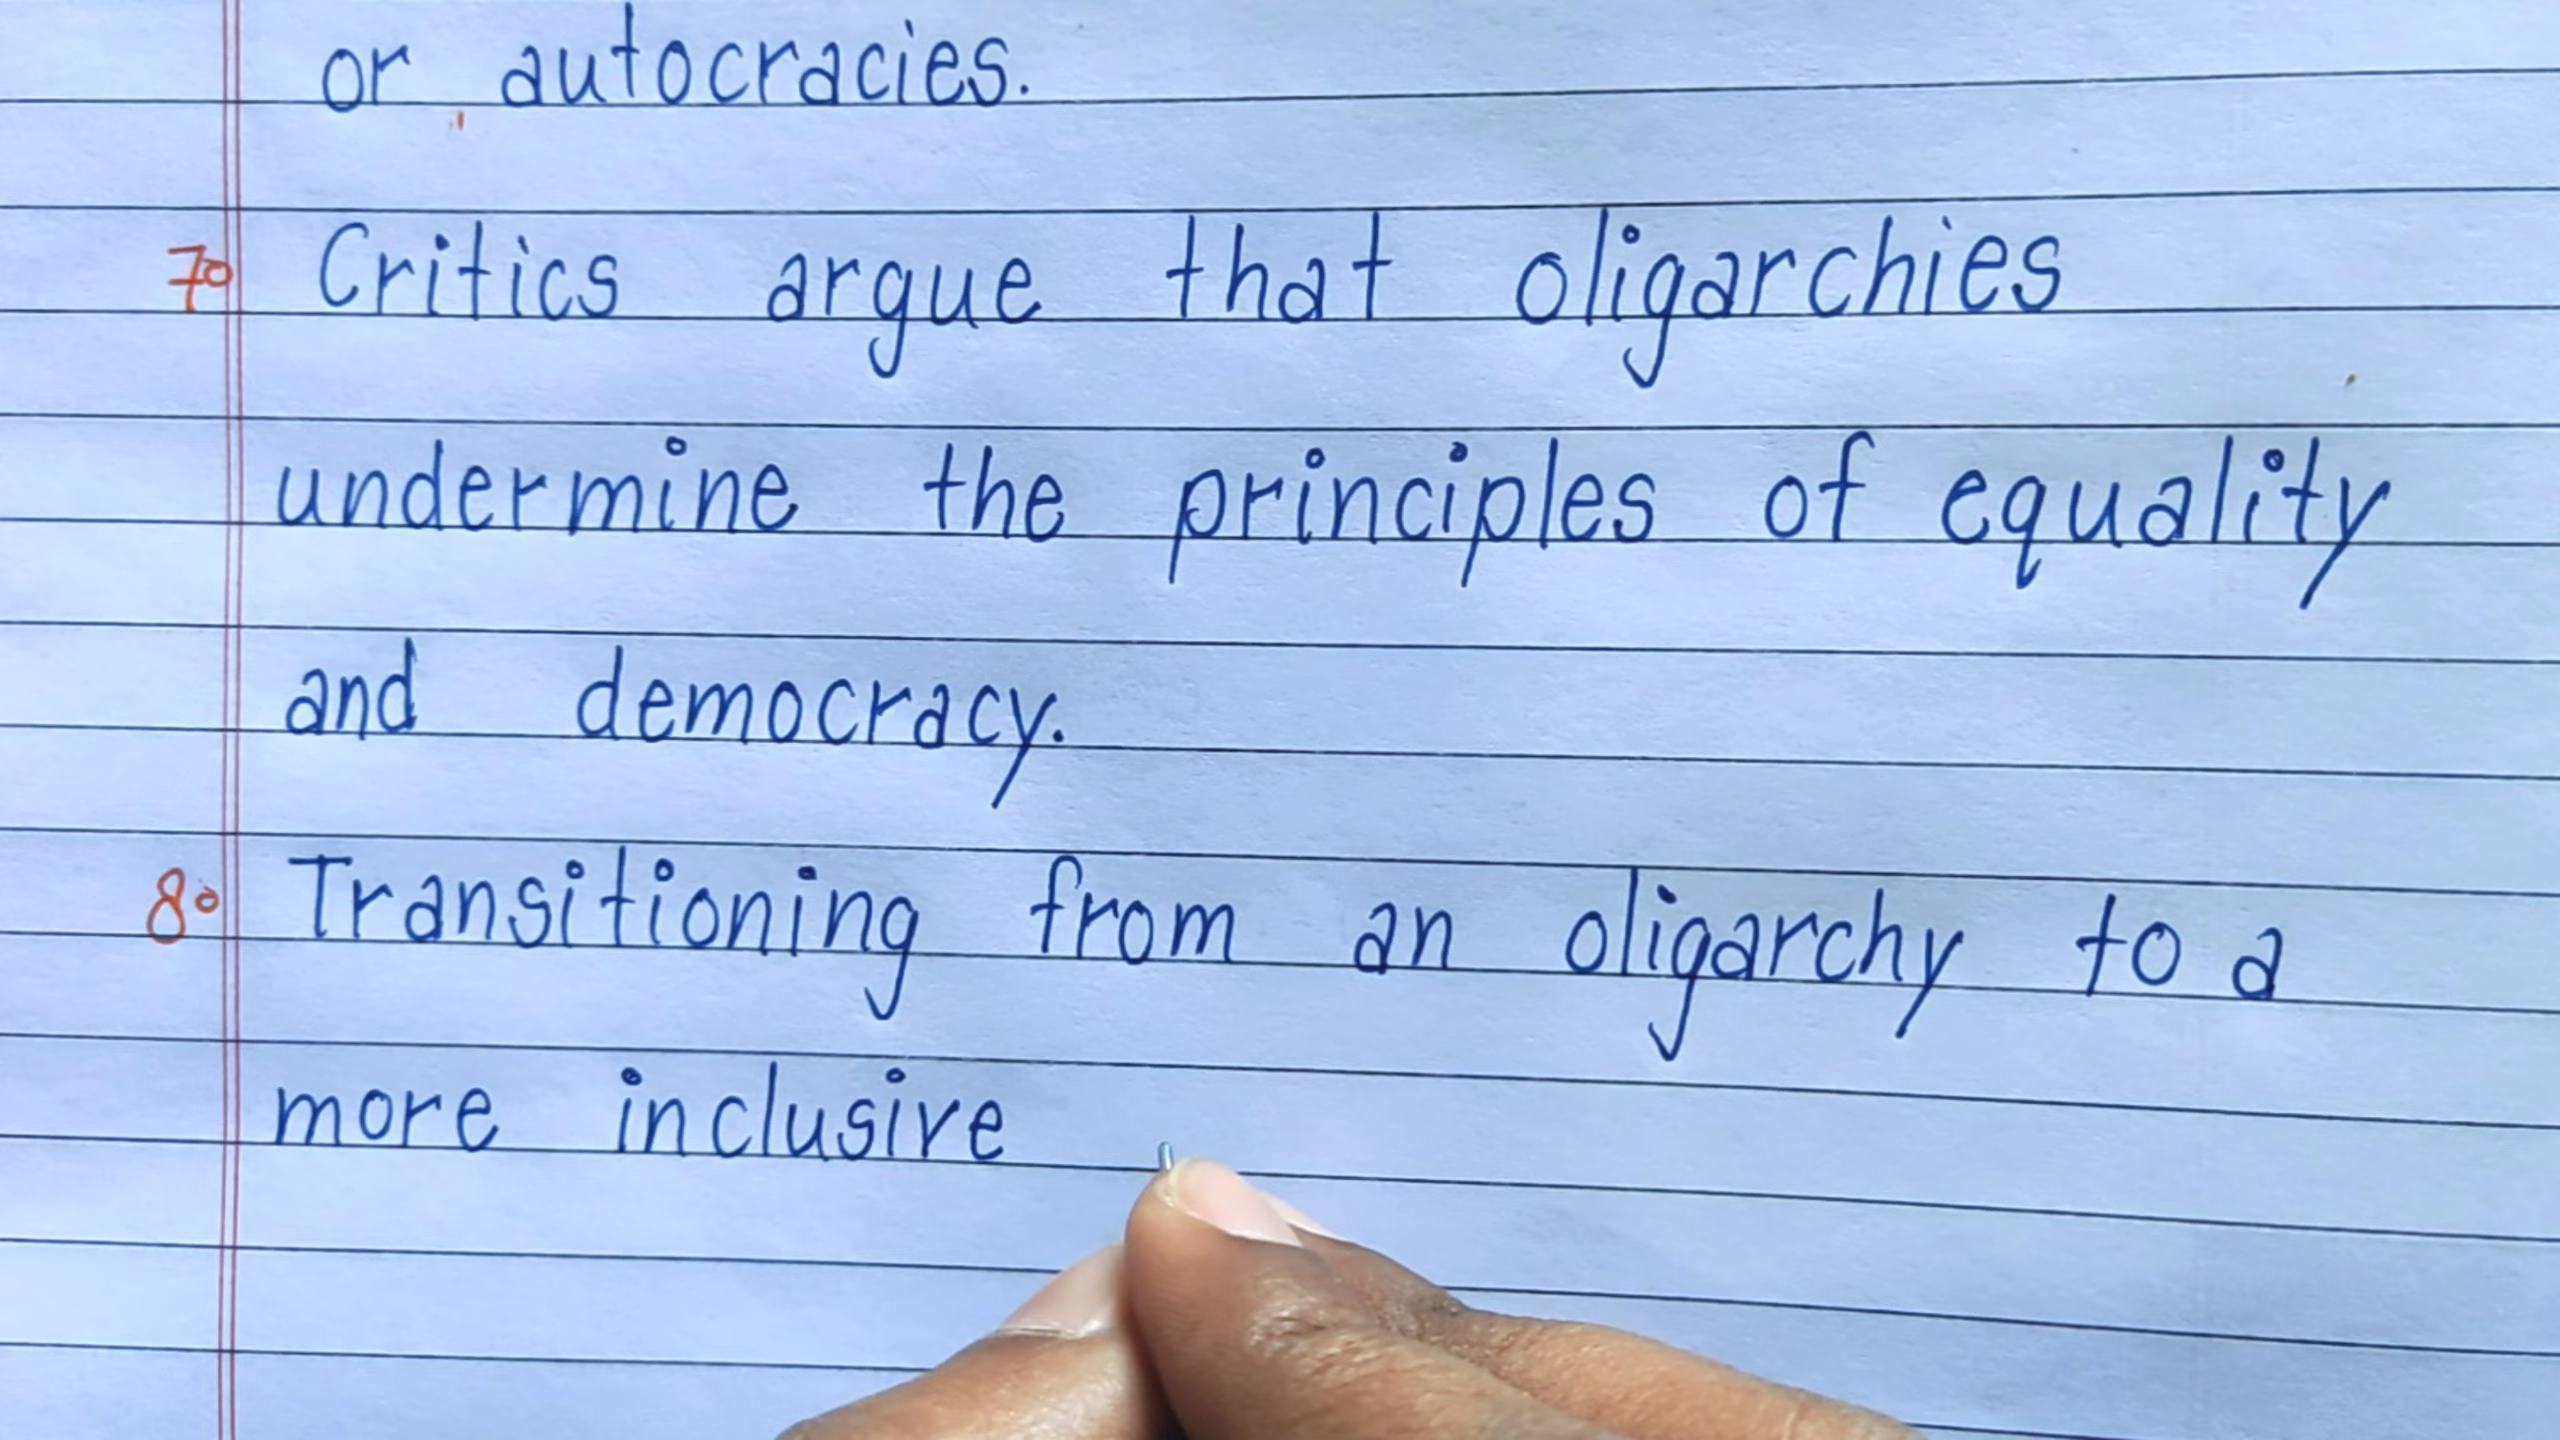 or autocracies.
7. Critics argue that oligarchies
undermine the principles of equality
and democracy.
8. Transitioning from an oligarchy to a
more inclusive